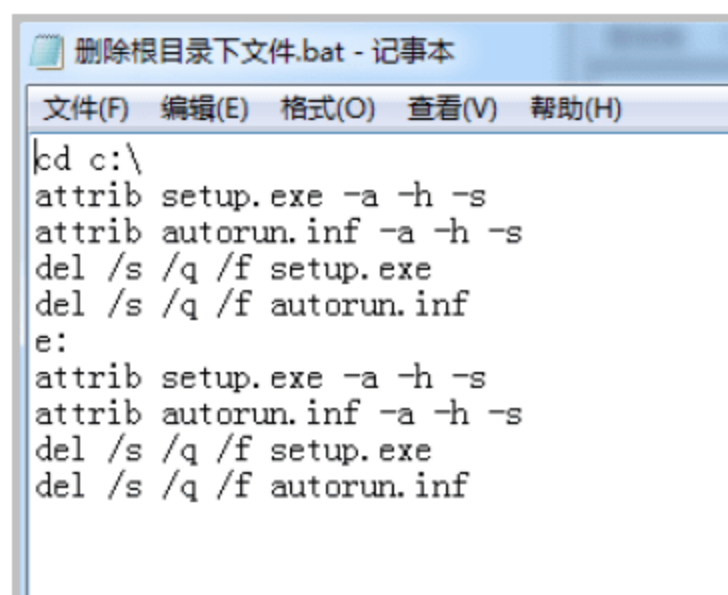 删除根目录下文件.bat - 记事本
文件(F) 编辑(E) 格式(O) 查看(V) 帮助(H)
cd c:\
attrib setup.exe -a -h -s
attrib autorun.inf -a -h -s
del /s /q /f setup.exe
del /s /q /f autorun.inf
e:
attrib setup.exe -a -h -s
attrib autorun.inf -a -h -s
del /s /q /f setup.exe
del /s /q /f autorun.inf